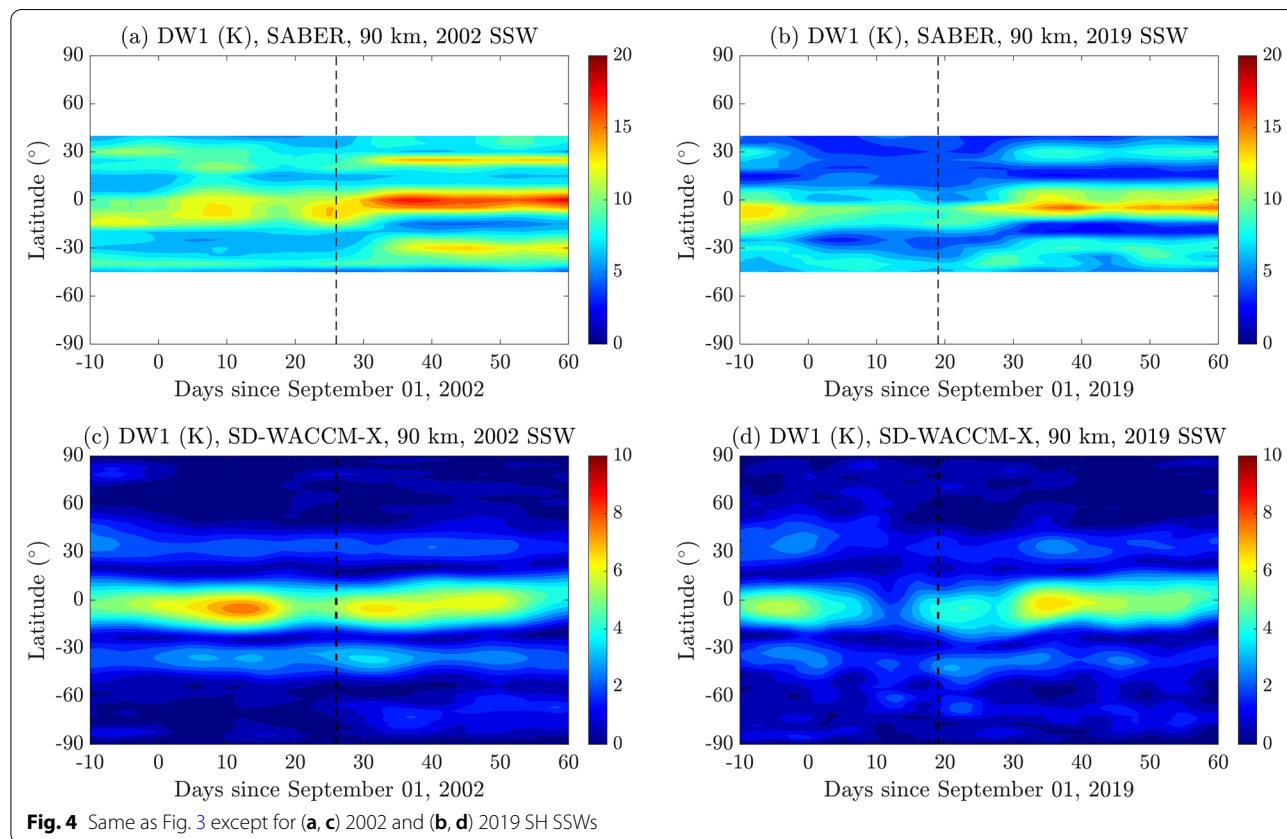 (a) DW1 (K), SABER, 90 km, 2002 SSW
90
60
30
0
-30
-60
-90
Latitude (°)
-10 0 10 20 30 40 50 60
Days since September 01, 2002
20
15
10
5
0
(b) DW1 (K), SABER, 90 km, 2019 SSW
90
60
30
0
-30
-60
-90
Latitude (°)
-10 0 10 20 30 40 50 60
Days since September 01, 2019
20
15
10
5
0
(c) DW1 (K), SD-WACCM-X, 90 km, 2002 SSW
90
60
30
0
-30
-60
-90
Latitude (°)
-10 0 10 20 30 40 50 60
Days since September 01, 2002
10
8
6
4
2
0
(d) DW1 (K), SD-WACCM-X, 90 km, 2019 SSW
90
60
30
0
-30
-60
-90
Latitude (°)
-10 0 10 20 30 40 50 60
Days since September 01, 2019
10
8
6
4
2
0
Fig. 4 Same as Fig. 3 except for (a, c) 2002 and (b, d) 2019 SH SSWs